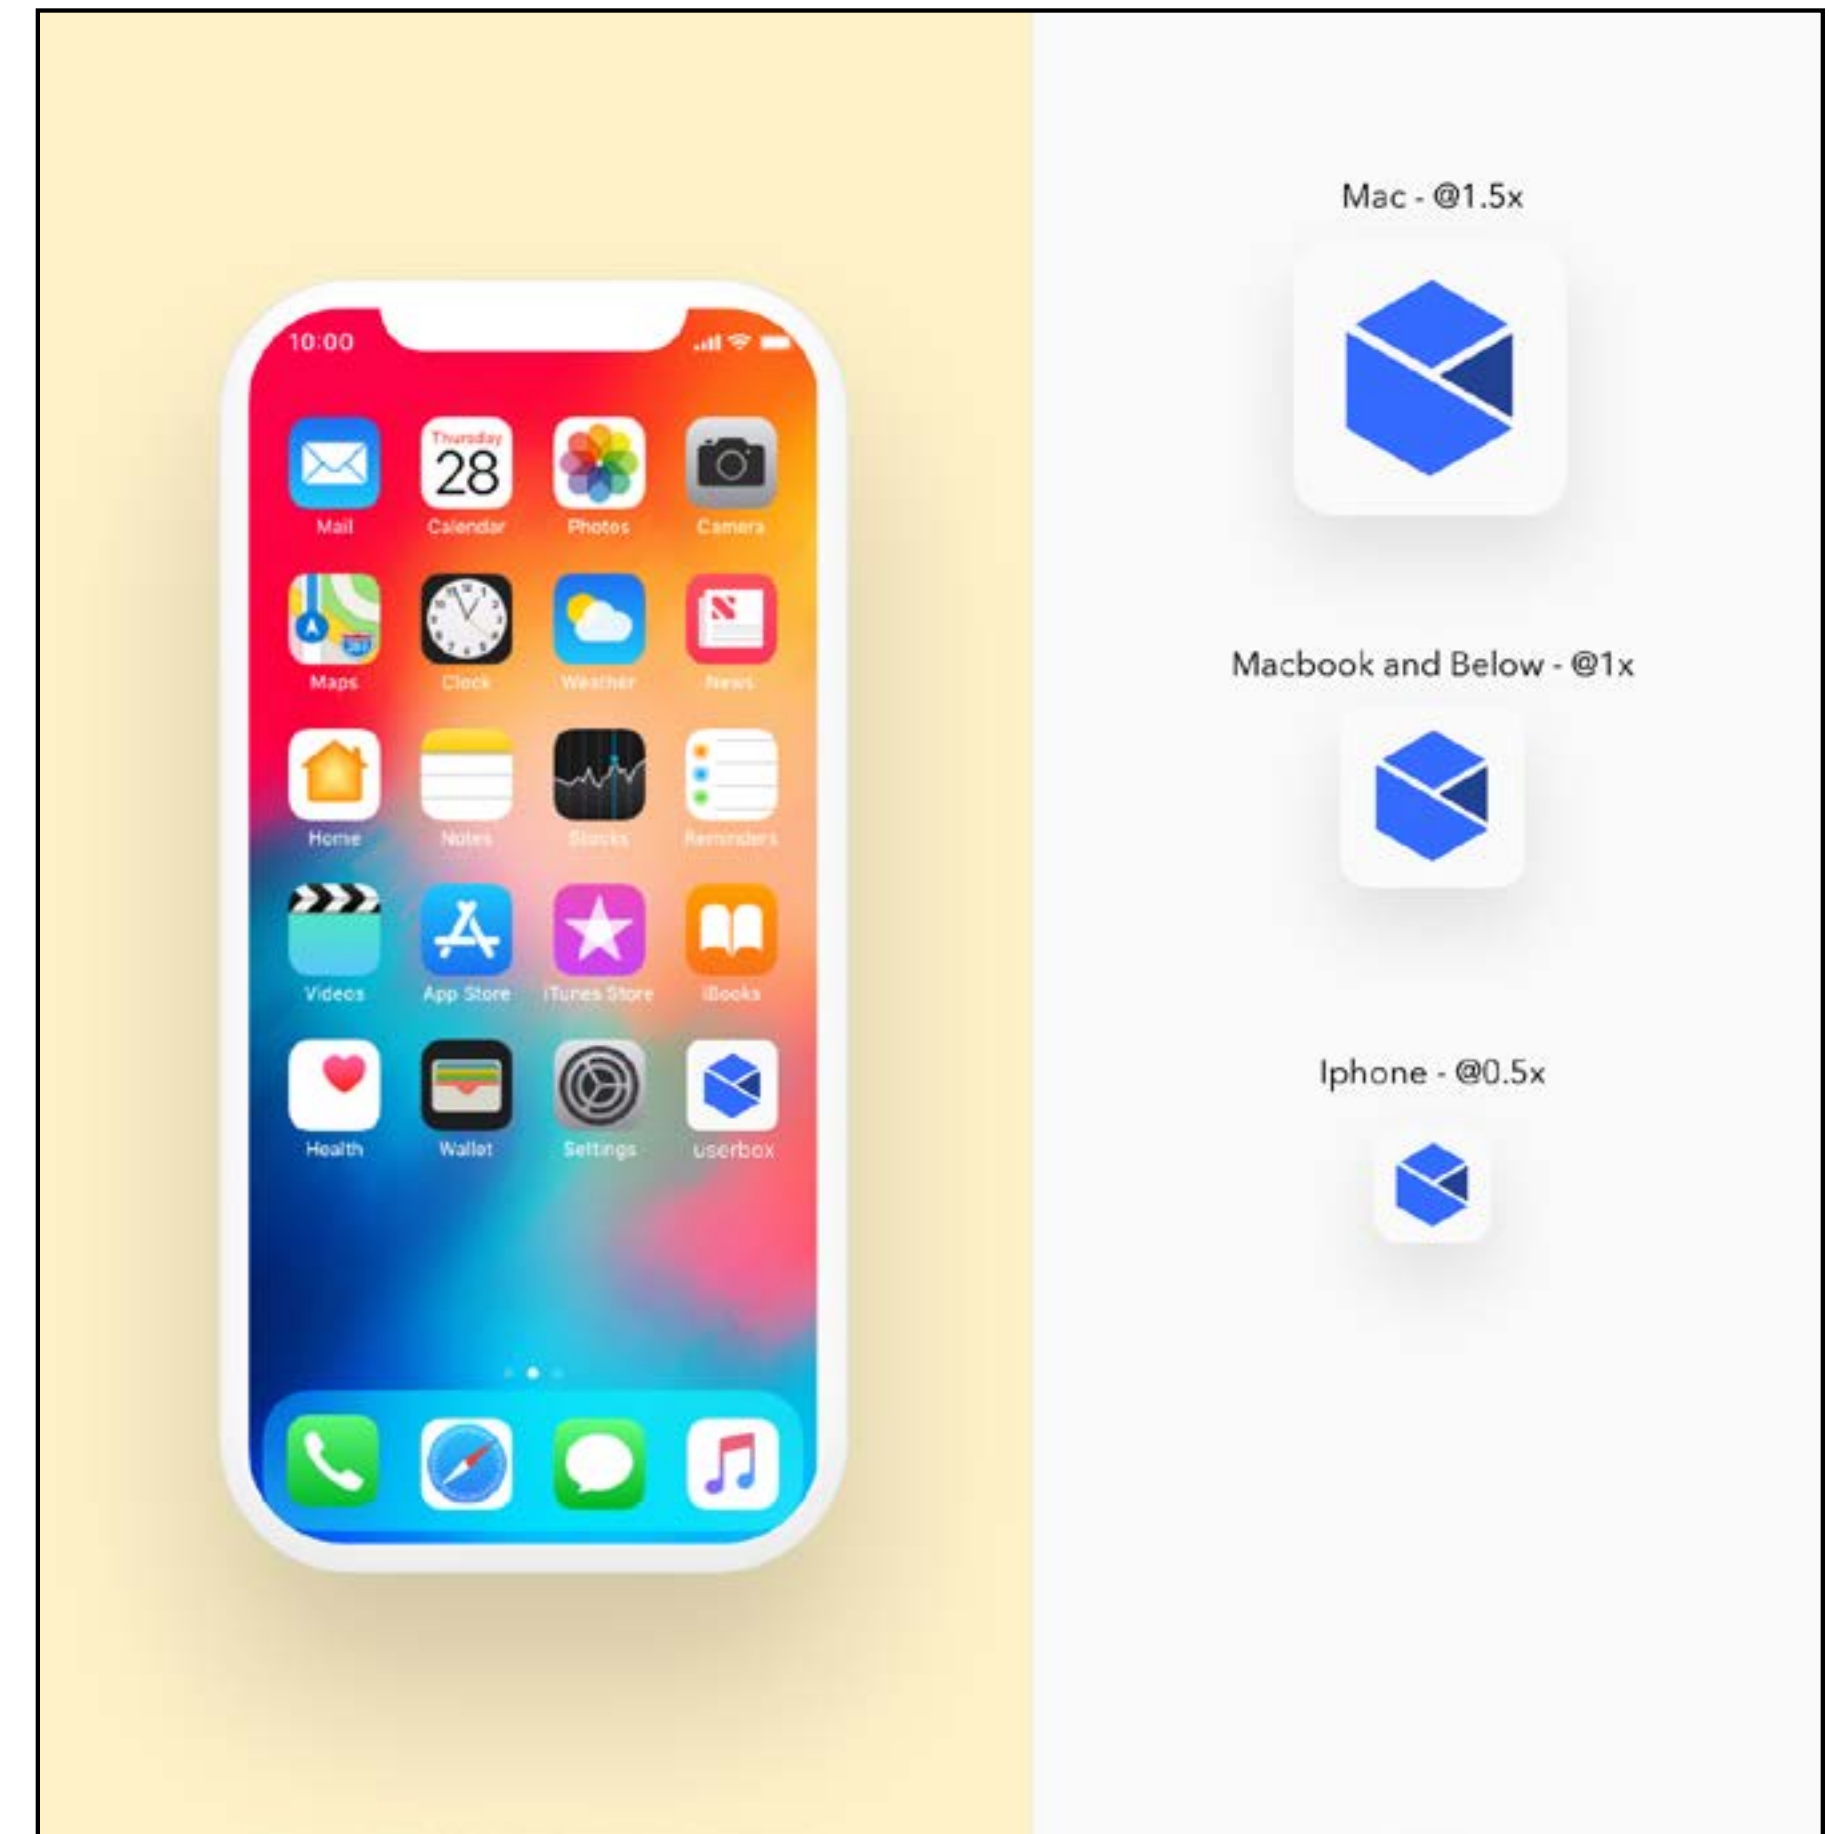 10:00
Thursday
28
Mail Calendar Photos Camera
Maps Clock Weather News
Home Notes Stocks Reminders
Videos App Store iTunes Store iBooks
Health Wallet Settings userbox
Mac - @1.5x
Macbook and Below - @1x
Iphone - @0.5x